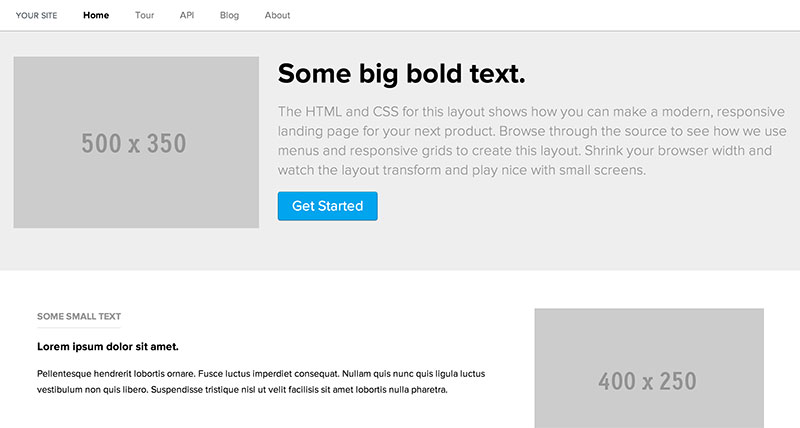 YOUR SITE Home Tour API Blog About
500 x 350
Some big bold text.
The HTML and CSS for this layout shows how you can make a modern, responsive
landing page for your next product. Browse through the source to see how we use
menus and responsive grids to create this layout. Shrink your browser width and
watch the layout transform and play nice with small screens.
Get Started
SOME SMALL TEXT
Lorem ipsum dolor sit amet.
Pellentesque hendrerit lobortis ornare. Fusce luctus imperdiet consequat. Nullam quis nunc quis ligula luctus
vestibulum non quis libero. Suspendisse tristique nisl ut velit facilisis sit amet lobortis nulla pharetra.
400 x 250